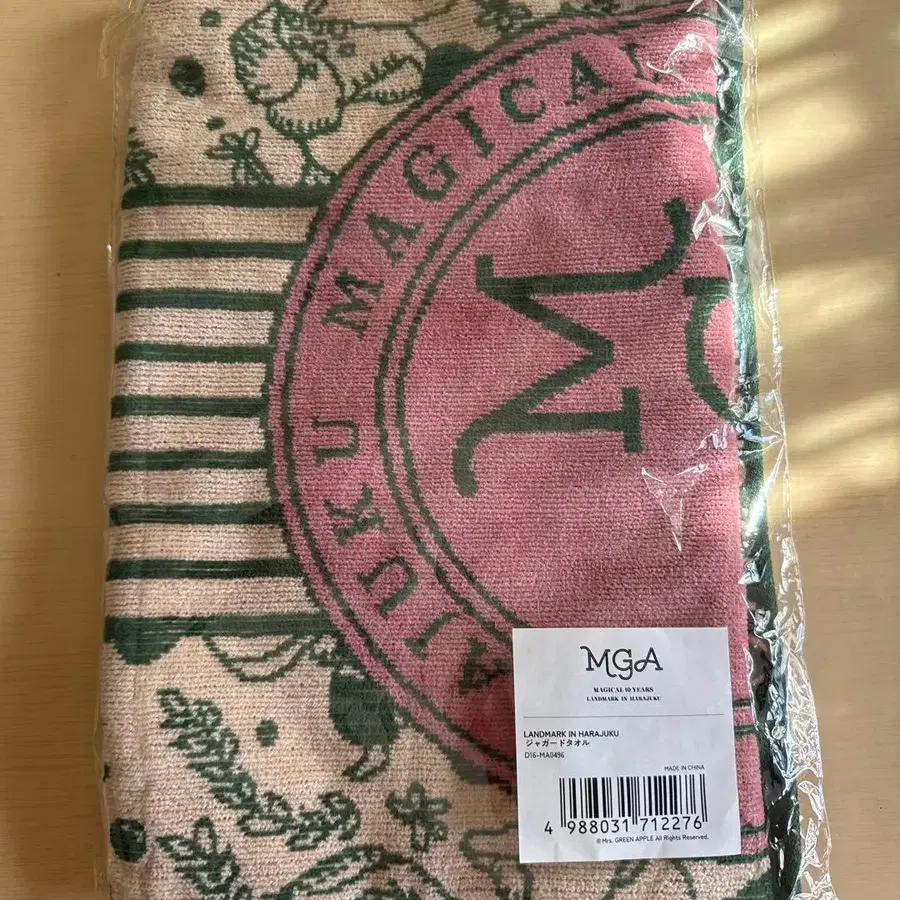 AJUKU MAGICAL
M
MGA
MAGICAL 10 YEARS
LANDMARK IN HARAJUKU
LANDMARK IN HARAJUKU
ジャガードタオル
D16-MA0496
MADE IN CHINA
4 988031 712276
© Mrs. GREEN APPLE All Rights Reserved.